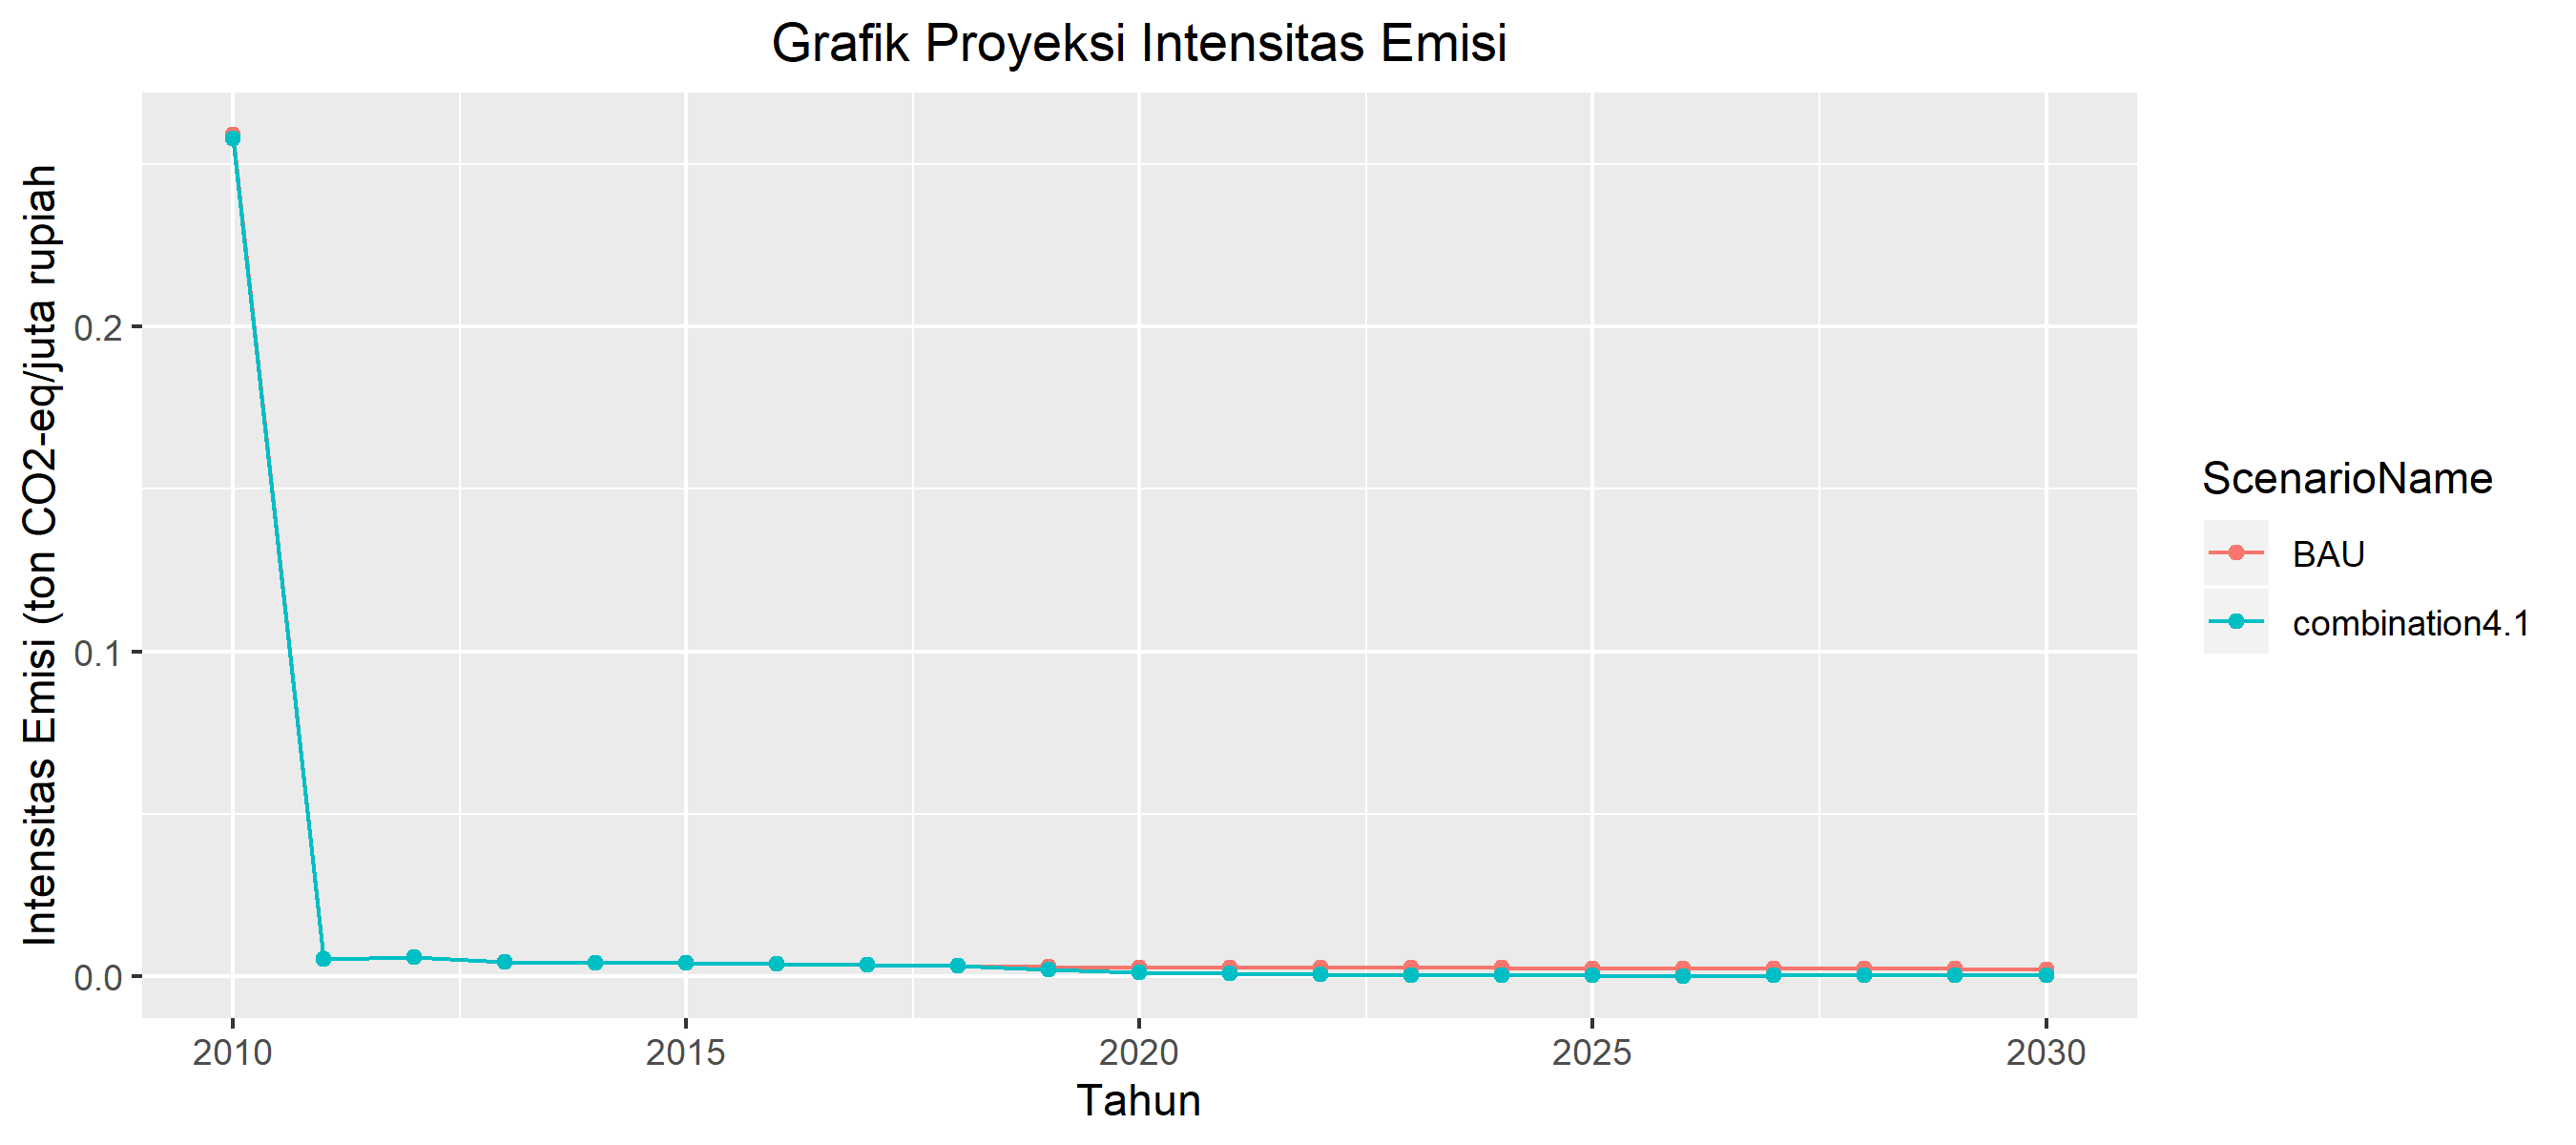 Grafik Proyeksi Intensitas Emisi
Intensitas Emisi (ton CO2-eq/juta rupiah
0.2
0.1
0.0
2010 2015 2020 2025 2030
Tahun
ScenarioName
BAU
combination4.1